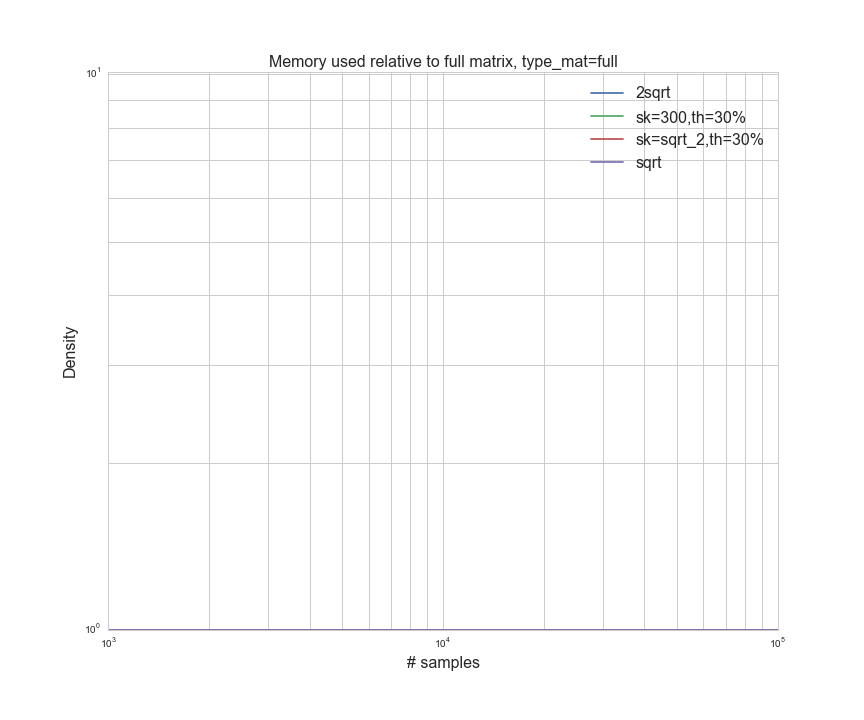 Memory used relative to full matrix, type_mat=full
10¹
2sqrt
sk=300,th=30%
sk=sqrt_2,th=30%
sqrt
Density
10⁰
10³ 10⁴ 10⁵
# samples